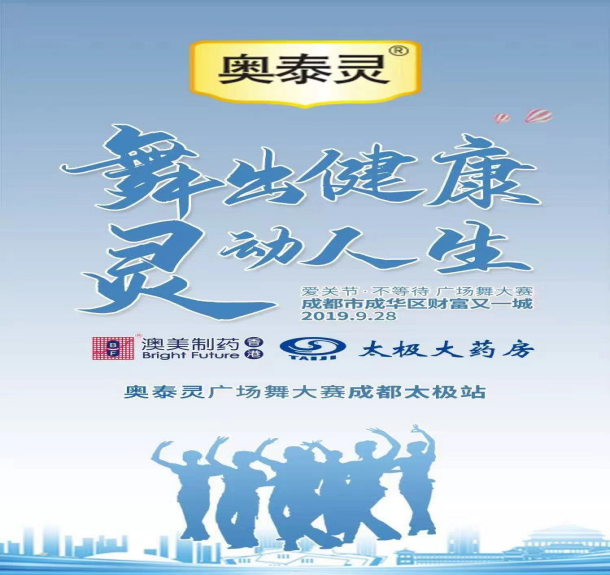 奥泰灵®
舞出健康
灵动人生
爱关节·不等待 广场舞大赛
成都市成华区财富又一城
2019.9.28
BF 澳美制药 香港
Bright Future
TAIJI 太极大药房
奥泰灵广场舞大赛成都太极站